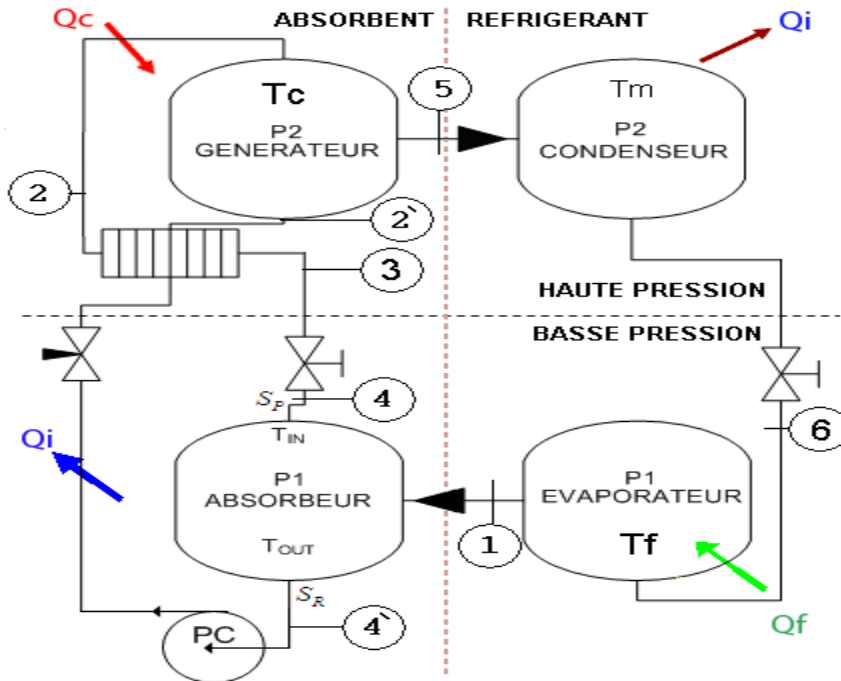 Qc
ABSORBENT
REFRIGERANT
Qi
Tc
P2
GENERATEUR
5
Tm
P2
CONDENSEUR
2
2`
3
HAUTE PRESSION
BASSE PRESSION
SP
4
TIN
P1
ABSORBEUR
TOUT
Qi
P1
EVAPORATEUR
Tf
6
1
SR
4`
PC
Qf